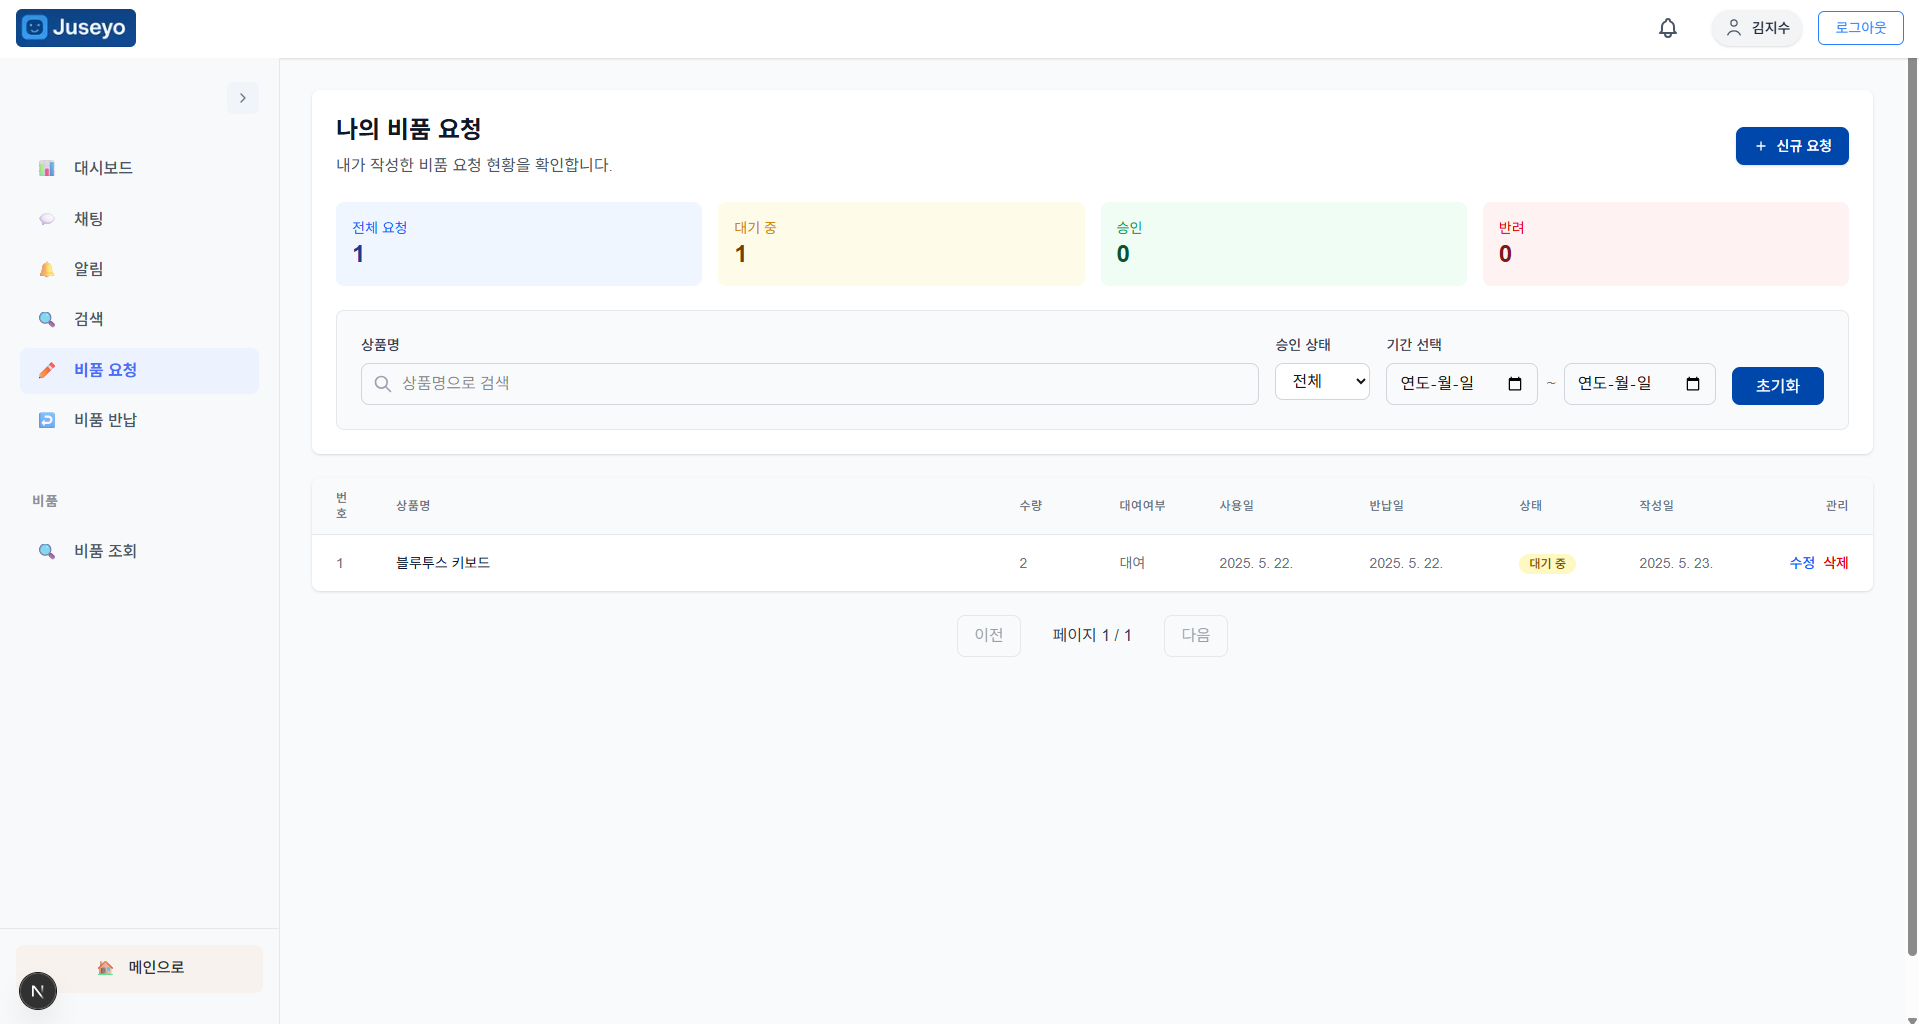 Juseyo
김지수
로그아웃
대시보드
채팅
알림
검색
비품 요청
비품 반납
비품
비품 조회
메인으로
N
나의 비품 요청
내가 작성한 비품 요청 현황을 확인합니다.
+ 신규 요청
전체 요청
1
대기 중
1
승인
0
반려
0
상품명
상품명으로 검색
승인 상태
전체
기간 선택
연도-월-일 ~ 연도-월-일
초기화
번호 상품명 수량 대여여부 사용일 반납일 상태 작성일 관리
1 블루투스 키보드 2 대여 2025. 5. 22. 2025. 5. 22. 대기 중 2025. 5. 23. 수정 삭제
이전 페이지 1 / 1 다음